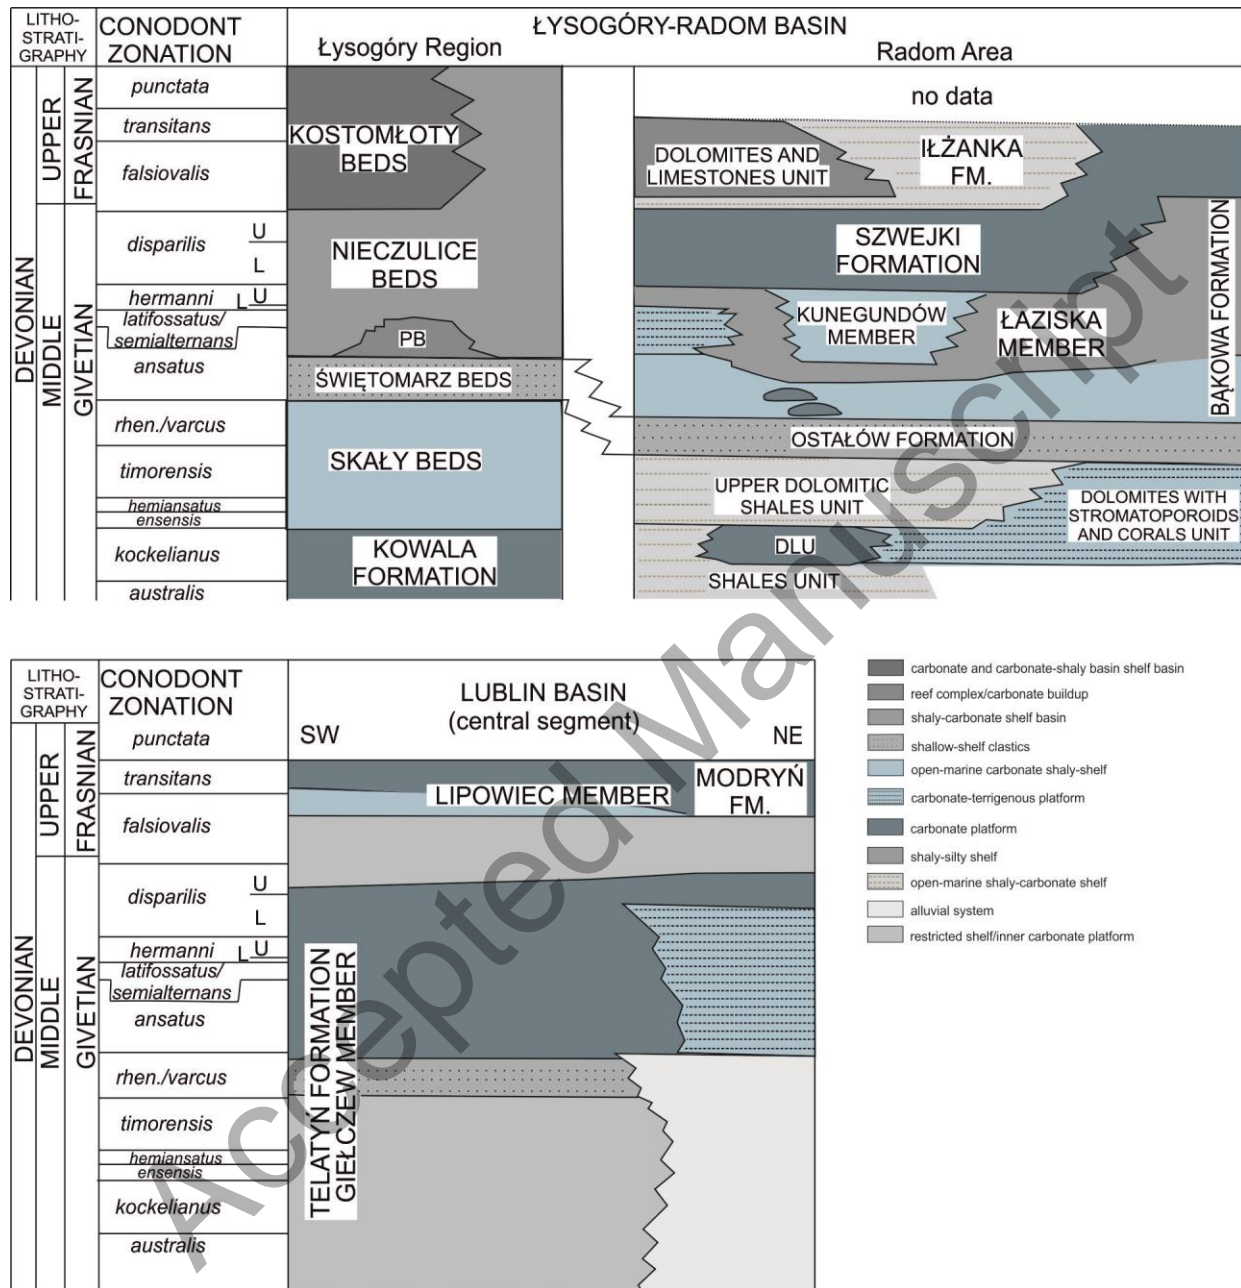 LITHO-
STRATI-
GRAPHY
CONODONT
ZONATION
ŁYSOGÓRY-RADOM BASIN
Łysogóry Region
Radom Area
DEVONIAN
UPPER
MIDDLE
FRASNIAN
GIVETIAN
punctata
transitans
falsiovalis
disparilis
U
L
hermanni
L U
latifossatus/
semialternans
ansatus
rhen./varcus
timorensis
hemiansatus
ensensis
kockelianus
australis
KOSTOMŁOTY
BEDS
NIECZULICE
BEDS
PB
ŚWIĘTOMARZ BEDS
SKAŁY BEDS
KOWALA
FORMATION
no data
DOLOMITES AND
LIMESTONES UNIT
IŁŻANKA
FM.
SZWEJKI
FORMATION
KUNEGUNDÓW
MEMBER
ŁAZISKA
MEMBER
BĄKOWA FORMATION
OSTAŁÓW FORMATION
UPPER DOLOMITIC
SHALES UNIT
DOLOMITES WITH
STROMATOPOROIDS
AND CORALS UNIT
DLU
SHALES UNIT
LITHO-
STRATI-
GRAPHY
CONODONT
ZONATION
LUBLIN BASIN
(central segment)
SW
NE
DEVONIAN
UPPER
MIDDLE
FRASNIAN
GIVETIAN
punctata
transitans
falsiovalis
disparilis
U
L
hermanni
L U
latifossatus/
semialternans
ansatus
rhen./varcus
timorensis
hemiansatus
ensensis
kockelianus
australis
LIPOWIEC MEMBER
MODRYŃ
FM.
TELATYŃ FORMATION
GIEŁCZEW MEMBER
carbonate and carbonate-shaly basin shelf basin
reef complex/carbonate buildup
shaly-carbonate shelf basin
shallow-shelf clastics
open-marine carbonate shaly-shelf
carbonate-terrigenous platform
carbonate platform
shaly-silty shelf
open-marine shaly-carbonate shelf
alluvial system
restricted shelf/inner carbonate platform
Accepted Manuscript